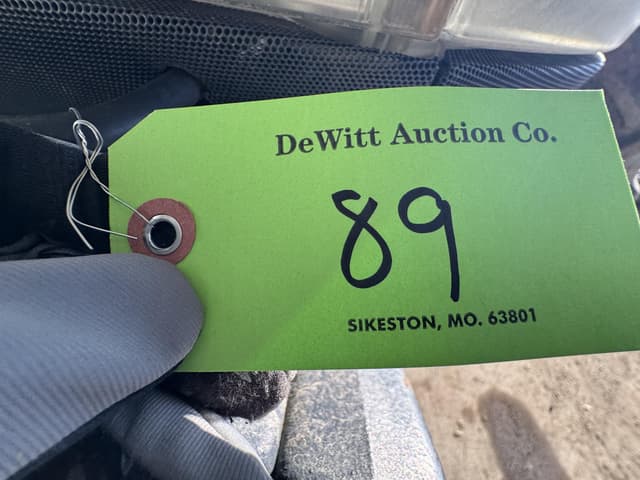 DeWitt Auction Co.
89
SIKESTON, MO. 63801